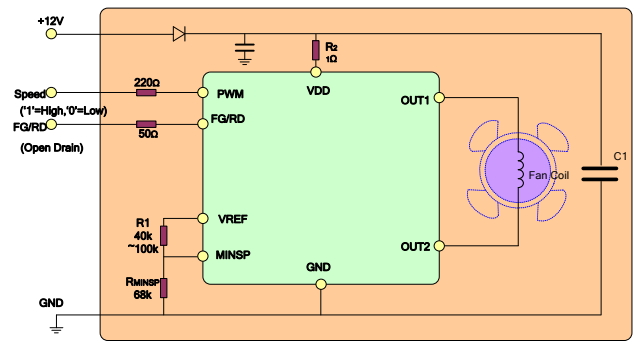 +12V
R2
1Ω
220Ω
Speed
PWM
VDD
OUT1
('1'=High,'0'=Low)
FG/RD
FG/RD
50Ω
(Open Drain)
C1
Fan Coil
R1
40k
~100k
VREF
MINSP
OUT2
GND
RMINSP
68k
GND